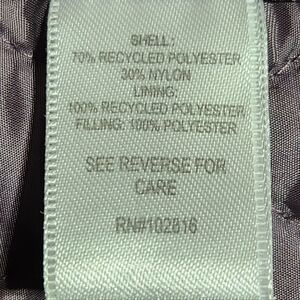 SHELL:
70% RECYCLED POLYESTER
30% NYLON
LINING:
100% RECYCLED POLYESTER
FILLING: 100% POLYESTER
SEE REVERSE FOR
CARE
RN#102816